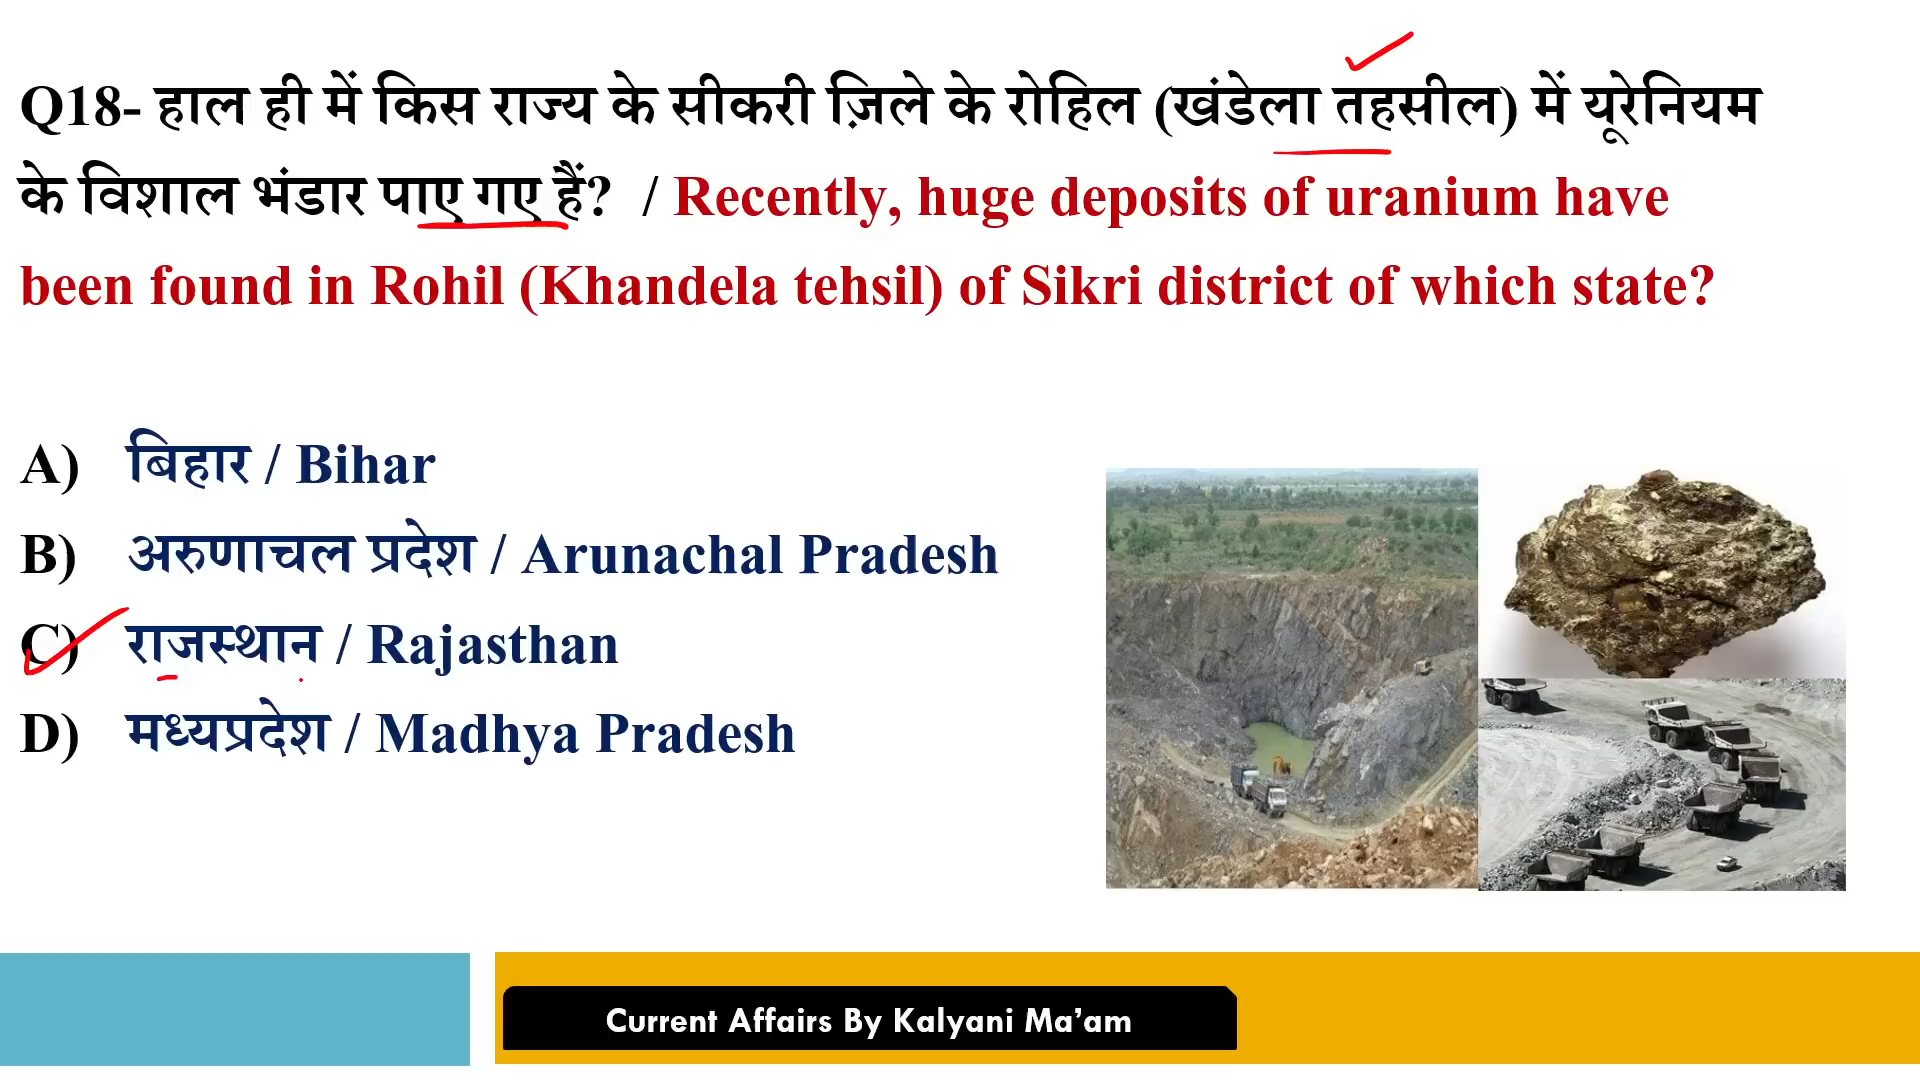 Q18- हाल ही में किस राज्य के सीकरी ज़िले के रोहिल (खंडेला तहसील) में यूरेनियम
के विशाल भंडार पाए गए हैं? / Recently, huge deposits of uranium have
been found in Rohil (Khandela tehsil) of Sikri district of which state?
A) बिहार / Bihar
B) अरुणाचल प्रदेश / Arunachal Pradesh
C) राजस्थान / Rajasthan
D) मध्यप्रदेश / Madhya Pradesh
Current Affairs By Kalyani Ma’am